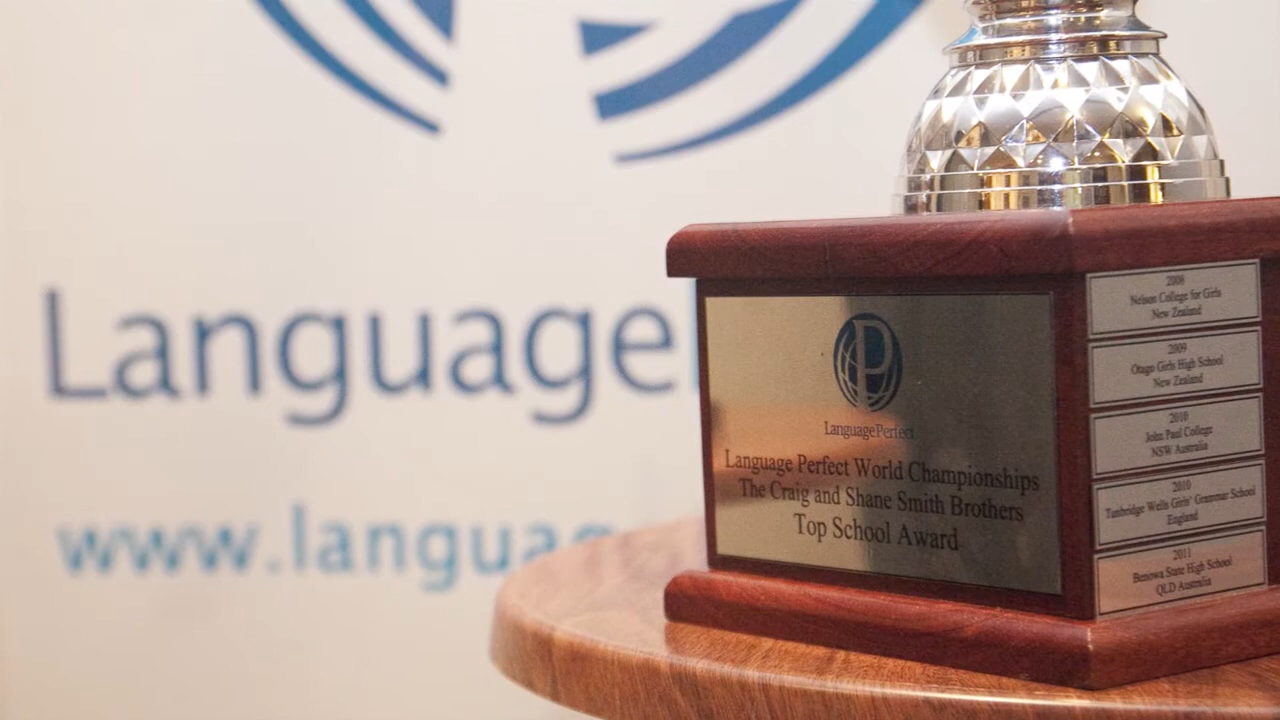 Language
www.languag
P
LanguagePerfect
Language Perfect World Championships
The Craig and Shane Smith Brothers
Top School Award
2008
Nelson College for Girls
New Zealand
2009
Otago Girls High School
New Zealand
2010
John Paul College
NSW Australia
2010
Tunbridge Wells Girls' Grammar School
England
2011
Benowa State High School
QLD Australia